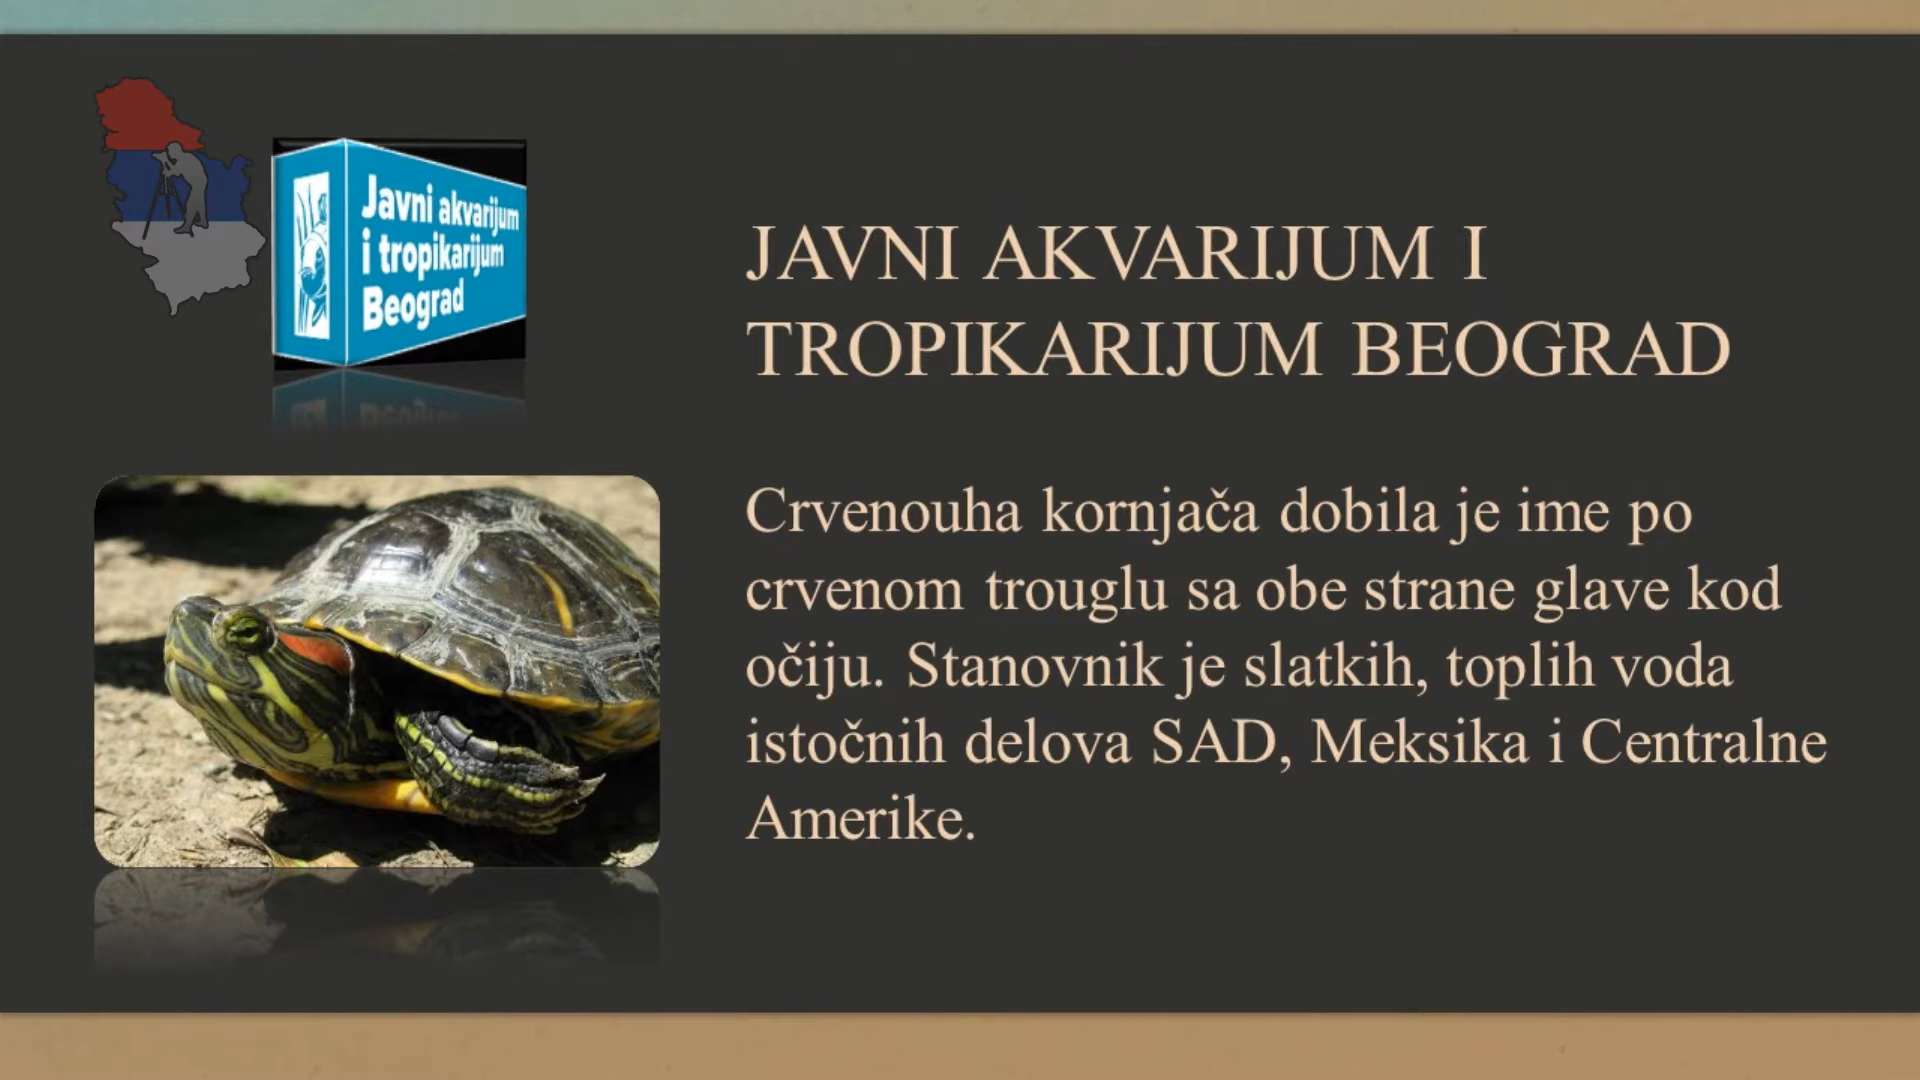 Javni akvarijum
i tropikarijum
Beograd
JAVNI AKVARIJUM I
TROPIKARIJUM BEOGRAD
Crvenouha kornjača dobila je ime po
crvenom trouglu sa obe strane glave kod
očiju. Stanovnik je slatkih, toplih voda
istočnih delova SAD, Meksika i Centralne
Amerike.